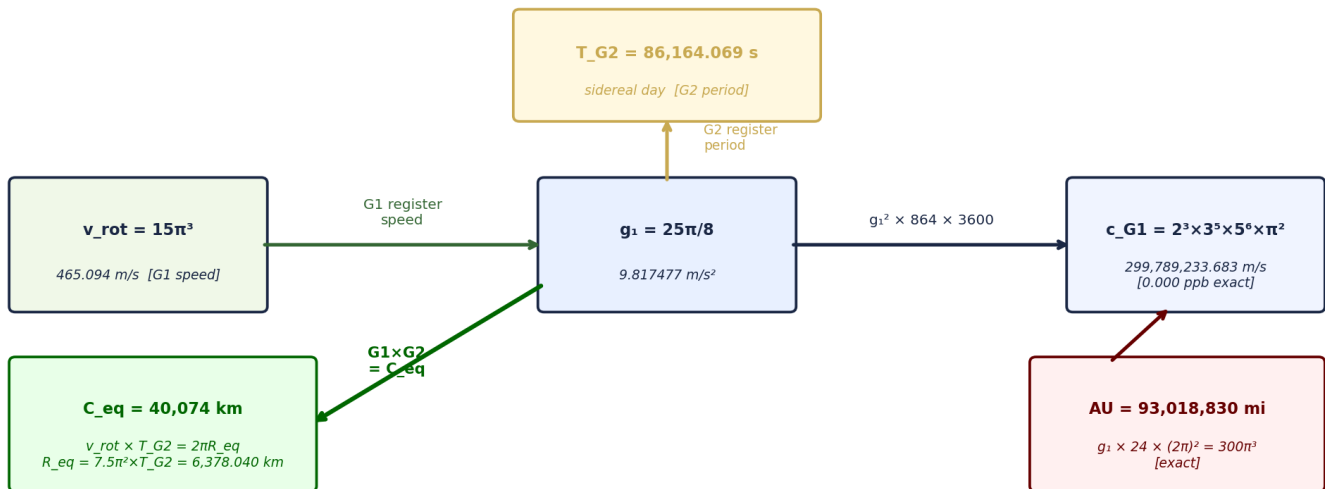 T_G2 = 86,164.069 s
sidereal day  [G2 period]
G2 register
period
v_rot = 15π³
465.094 m/s  [G1 speed]
G1 register
speed
g₁ = 25π/8
9.817477 m/s²
g₁² × 864 × 3600
c_G1 = 2³×3⁵×5⁶×π²
299,789,233.683 m/s
[0.000 ppb exact]
G1×G2
= C_eq
C_eq = 40,074 km
v_rot × T_G2 = 2πR_eq
R_eq = 7.5π²×T_G2 = 6,378.040 km
AU = 93,018,830 mi
g₁ × 24 × (2π)² = 300π³
[exact]